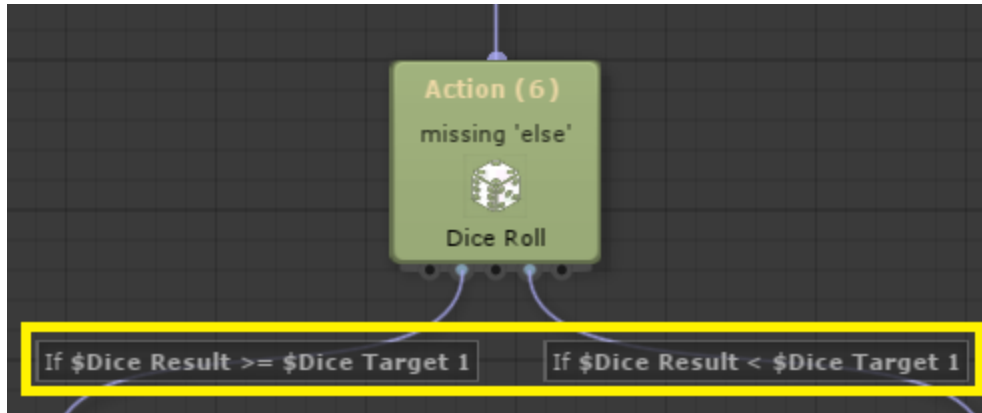 Action (6)
missing 'else'
Dice Roll
If $Dice Result >= $Dice Target 1
If $Dice Result < $Dice Target 1